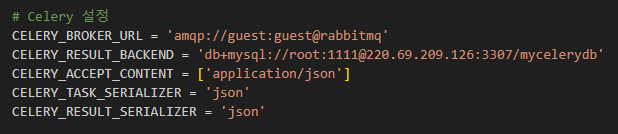 # Celery 설정
CELERY_BROKER_URL = 'amqp://guest:guest@rabbitmq'
CELERY_RESULT_BACKEND = 'db+mysql://root:1111@220.69.209.126:3307/mycelerydb'
CELERY_ACCEPT_CONTENT = ['application/json']
CELERY_TASK_SERIALIZER = 'json'
CELERY_RESULT_SERIALIZER = 'json'